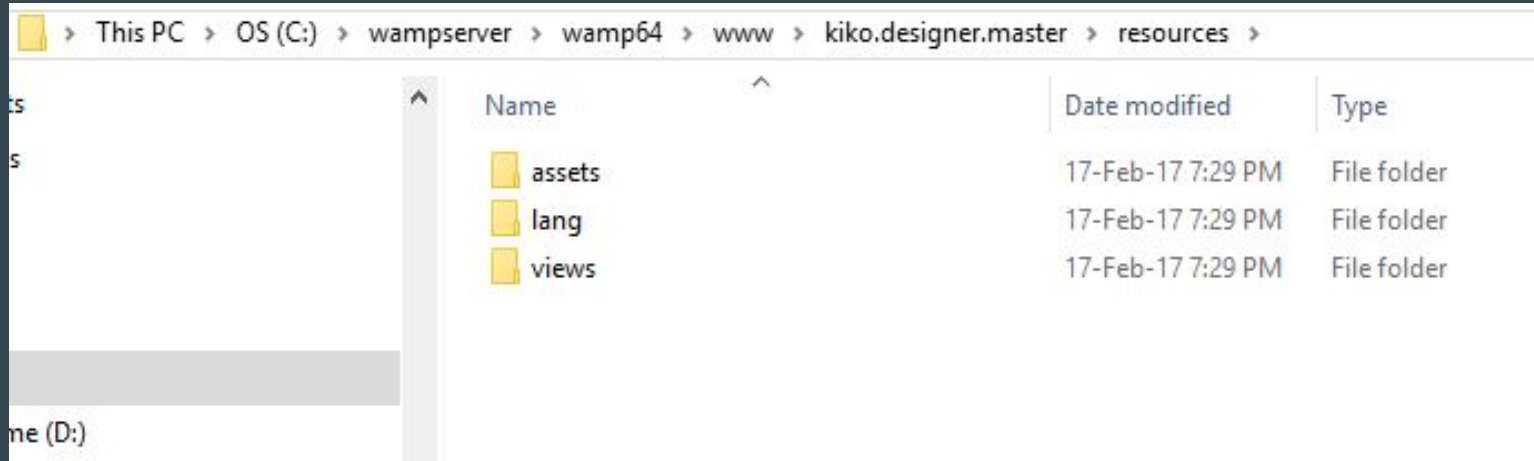 This PC > OS (C:) > wampserver > wamp64 > www > kiko.designer.master > resources >
Name Date modified Type
assets 17-Feb-17 7:29 PM File folder
lang 17-Feb-17 7:29 PM File folder
views 17-Feb-17 7:29 PM File folder
(D:)